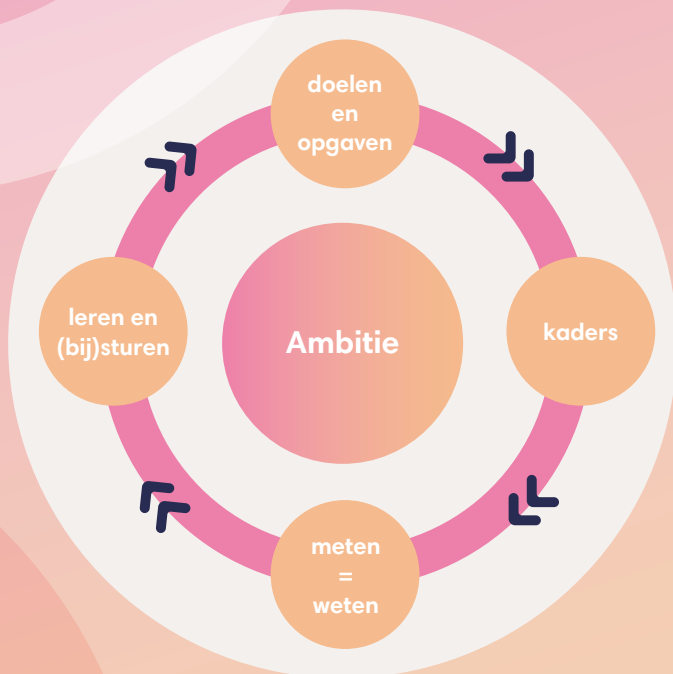 doelen
en
opgaven
leren en
(bij)sturen
Ambitie
kaders
meten
=
weten